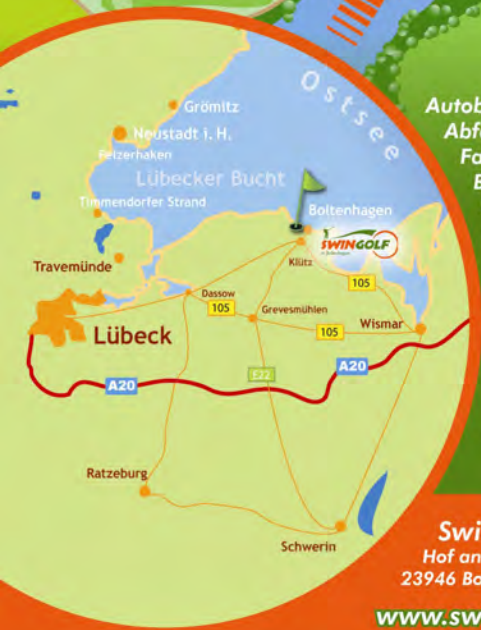 Ostsee
Grömitz
Neustadt i. H.
Pelzerhaken
Lübecker Bucht
Timmendorfer Strand
Boltenhagen
SWINGOLF
Klütz
Travemünde
105
Dassow
105
Grevesmühlen
105
Wismar
Lübeck
A20
E22
A20
Ratzeburg
Schwerin
Autob
Abf
Fa
E
Swi
Hof an
23946 Bo
www.sw